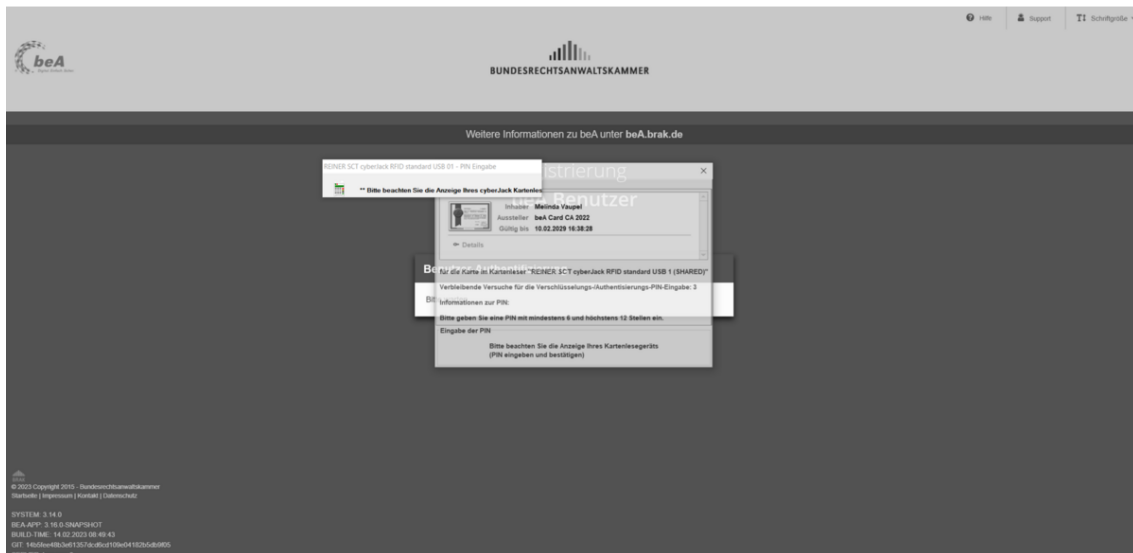 Hilfe
Support
Schriftgröße
beA
BUNDESRECHTSANWALTSKAMMER
Weitere Informationen zu beA unter beA.brak.de
REINER SCT cyberJack RFID standard USB 01 - PIN Eingabe
** Bitte beachten Sie die Anzeige Ihres cyberJack Kartenles
istrierung
beA Benutzer
Inhaber Melinda Vaupel
Aussteller beA Card CA 2022
Gültig bis 10.02.2029 16:38:28
Details
für die Karte in Kartenleser "REINER SCT cyberJack RFID standard USB 1 (SHARED)"
Verbleibende Versuche für die Verschlüsselungs-/Authentisierungs-PIN-Eingabe: 3
Informationen zur PIN:
Bitte geben Sie eine PIN mit mindestens 6 und höchstens 12 Stellen ein.
Eingabe der PIN
Bitte beachten Sie die Anzeige Ihres Kartenlesegeräts
(PIN eingeben und bestätigen)
© 2023 Copyright 2015 - Bundesrechtsanwaltskammer
Startseite | Impressum | Kontakt | Datenschutz
SYSTEM: 3.14.0
BEA-APP: 3.16.0-SNAPSHOT
BUILD-TIME: 14.02.2023 08:49:43